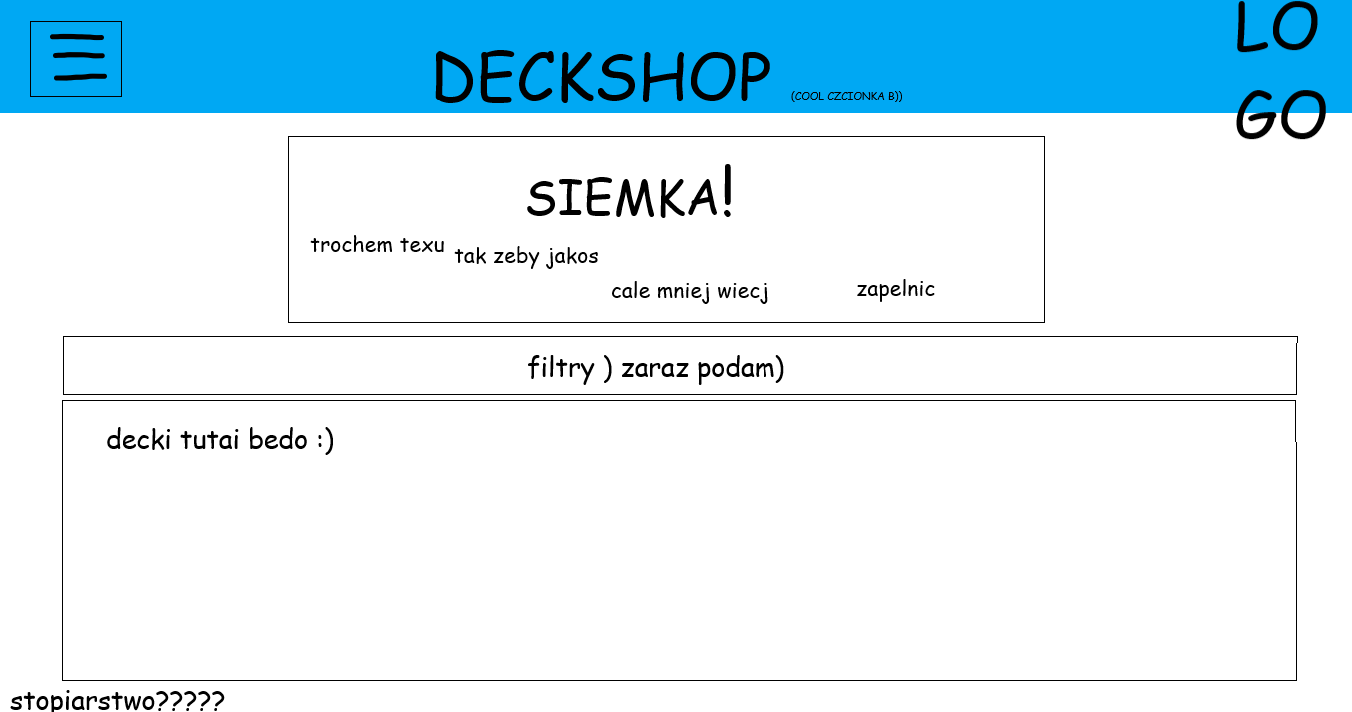 LO
GO
DECKSHOP (COOL CZCIONKA B))
SIEMKA!
trochem texu
tak zeby jakos
cale mniej wiecj
zapelnic
filtry ) zaraz podam)
decki tutai bedo :)
stopiarstwo?????